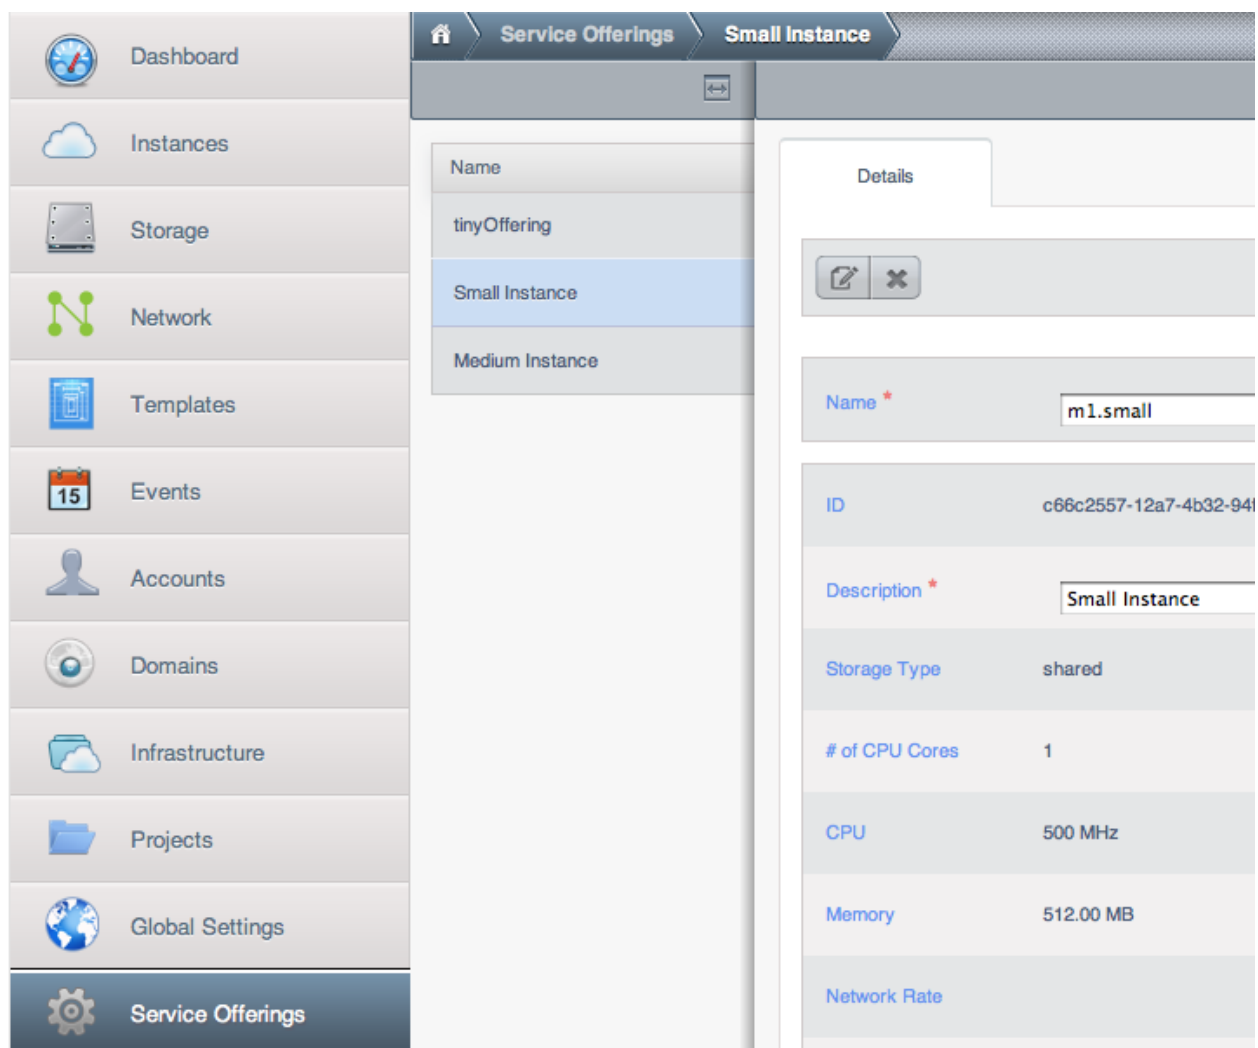 Dashboard
Instances
Storage
Network
Templates
15
Events
Accounts
Domains
Infrastructure
Projects
Global Settings
Service Offerings
Service Offerings
Small Instance
Name
tinyOffering
Small Instance
Medium Instance
Details
Name *
m1.small
ID
c66c2557-12a7-4b32-94f
Description *
Small Instance
Storage Type
shared
# of CPU Cores
1
CPU
500 MHz
Memory
512.00 MB
Network Rate